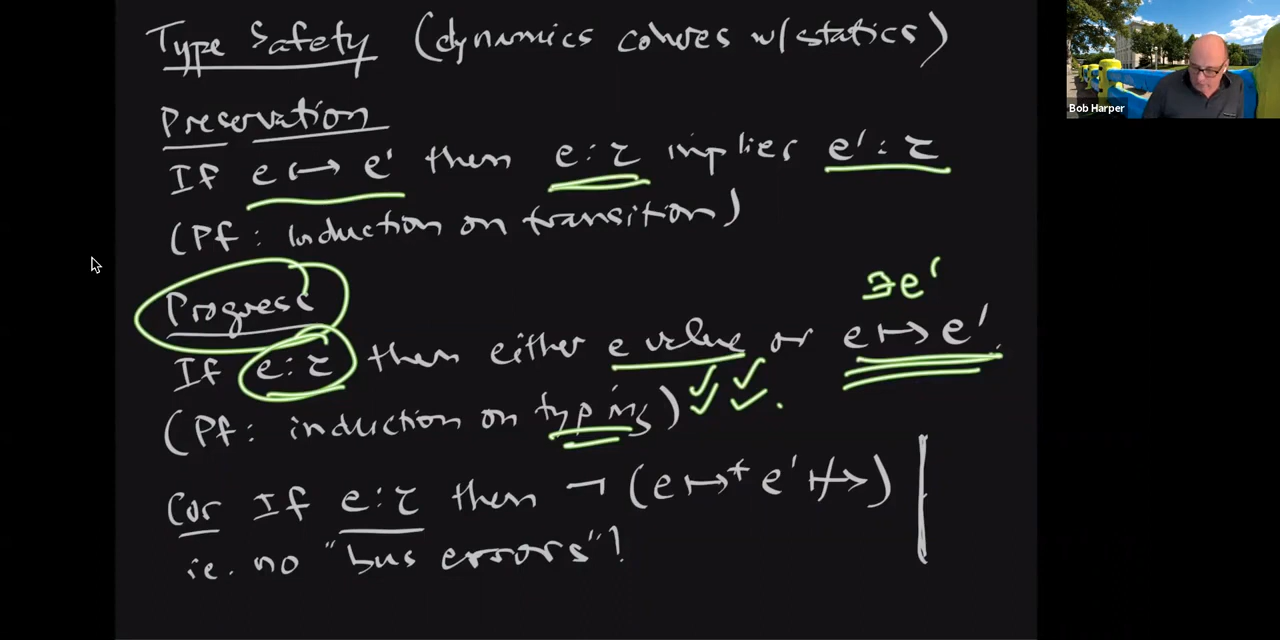 Type Safety (dynamics coheres w/statics)
Bob Harper
Preservation
If e ↦ e' then e : τ implies e' : τ
(Pf: induction on transition)
Progress
∃e'
If e : τ then either e value or e ↦ e'.
(Pf: induction on typing) ✓✓✓✓.
Cor If e : τ then ¬(e ↦* e' ↦̸)
ie. no "bus errors"!